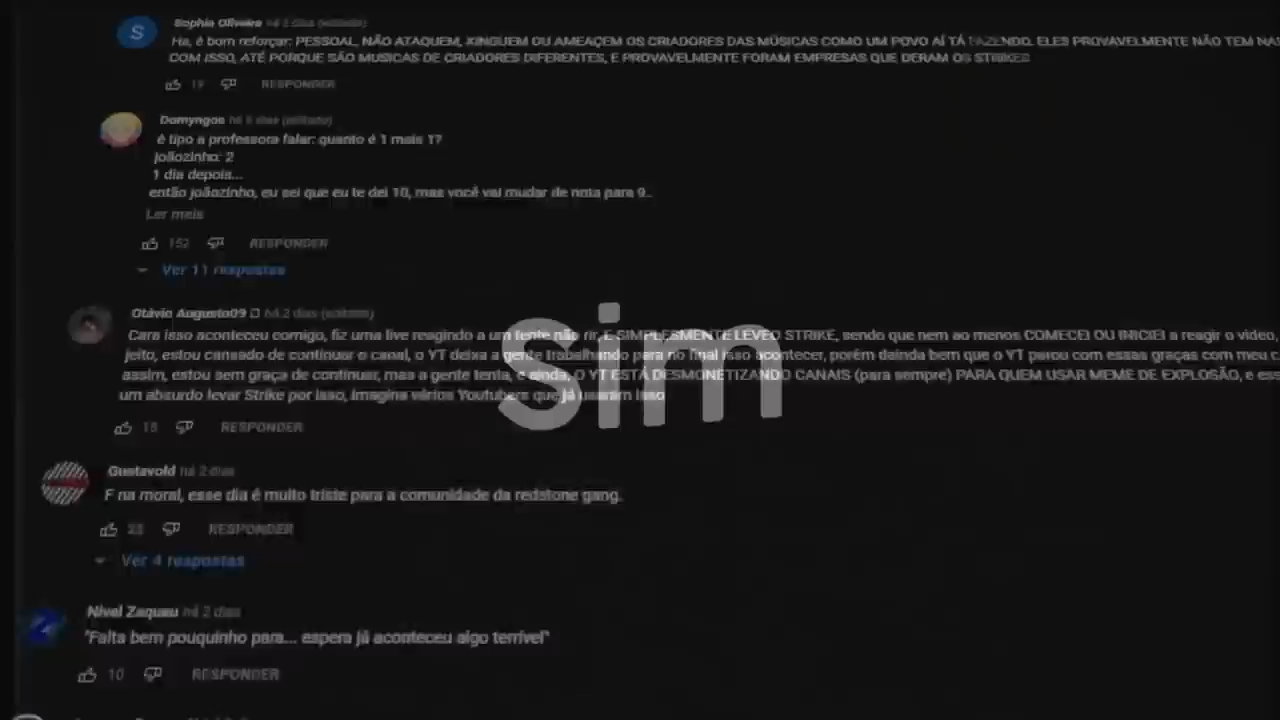 Sophia Oliveira há 2 dias (editado)
Ha, é bom reforçar: PESSOAL, NÃO ATAQUEM, XINGUEM OU AMEAÇEM OS CRIADORES DAS MÚSICAS COMO UM POVO AÍ TÁ FAZENDO. ELES PROVAVELMENTE NÃO TEM
COM ISSO, ATÉ PORQUE SÃO MUSICAS DE CRIADORES DIFERENTES, E PROVAVELMENTE FORAM EMPRESAS QUE DERAM OS STRIKES
RESPONDER
Domyngos há 2 dias (editado)
é tipo a professora falar: quanto é 1 mais 1?
joãozinho: 2
1 dia depois...
então joãozinho, eu sei que eu te dei 10, mas você vai mudar de nota para 9..
Ler mais
152 RESPONDER
Ver 11 respostas
Otávio Augusto09 há 2 dias (editado)
Cara isso aconteceu comigo, fiz uma live reagindo a um tente não rir, E SIMPLESMENTE LEVEO STRIKE, sendo que nem ao menos COMECEI OU INICIEI a reagir o video,
jeito, estou cansado de continuar o canal, o YT deixa a gente trabalhando para no final isso acontecer, porém dainda bem que o YT parou com essas graças com meu
assim, estou sem graça de continuar, mas a gente tenta, e ainda, O YT ESTÁ DESMONETIZANDO CANAIS (para sempre) PARA QUEM USAR MEME DE EXPLOSÃO, e
um absurdo levar Strike por isso, imagina vários Youtubers que já usaram isso
sim
18 RESPONDER
Gustavold há 2 dias
F na moral, esse dia é muito triste para a comunidade da redstone gang.
23 RESPONDER
Ver 4 respostas
Nível Zaqueu há 2 dias
"Falta bem pouquinho para... espera já aconteceu algo terrível"
10 RESPONDER